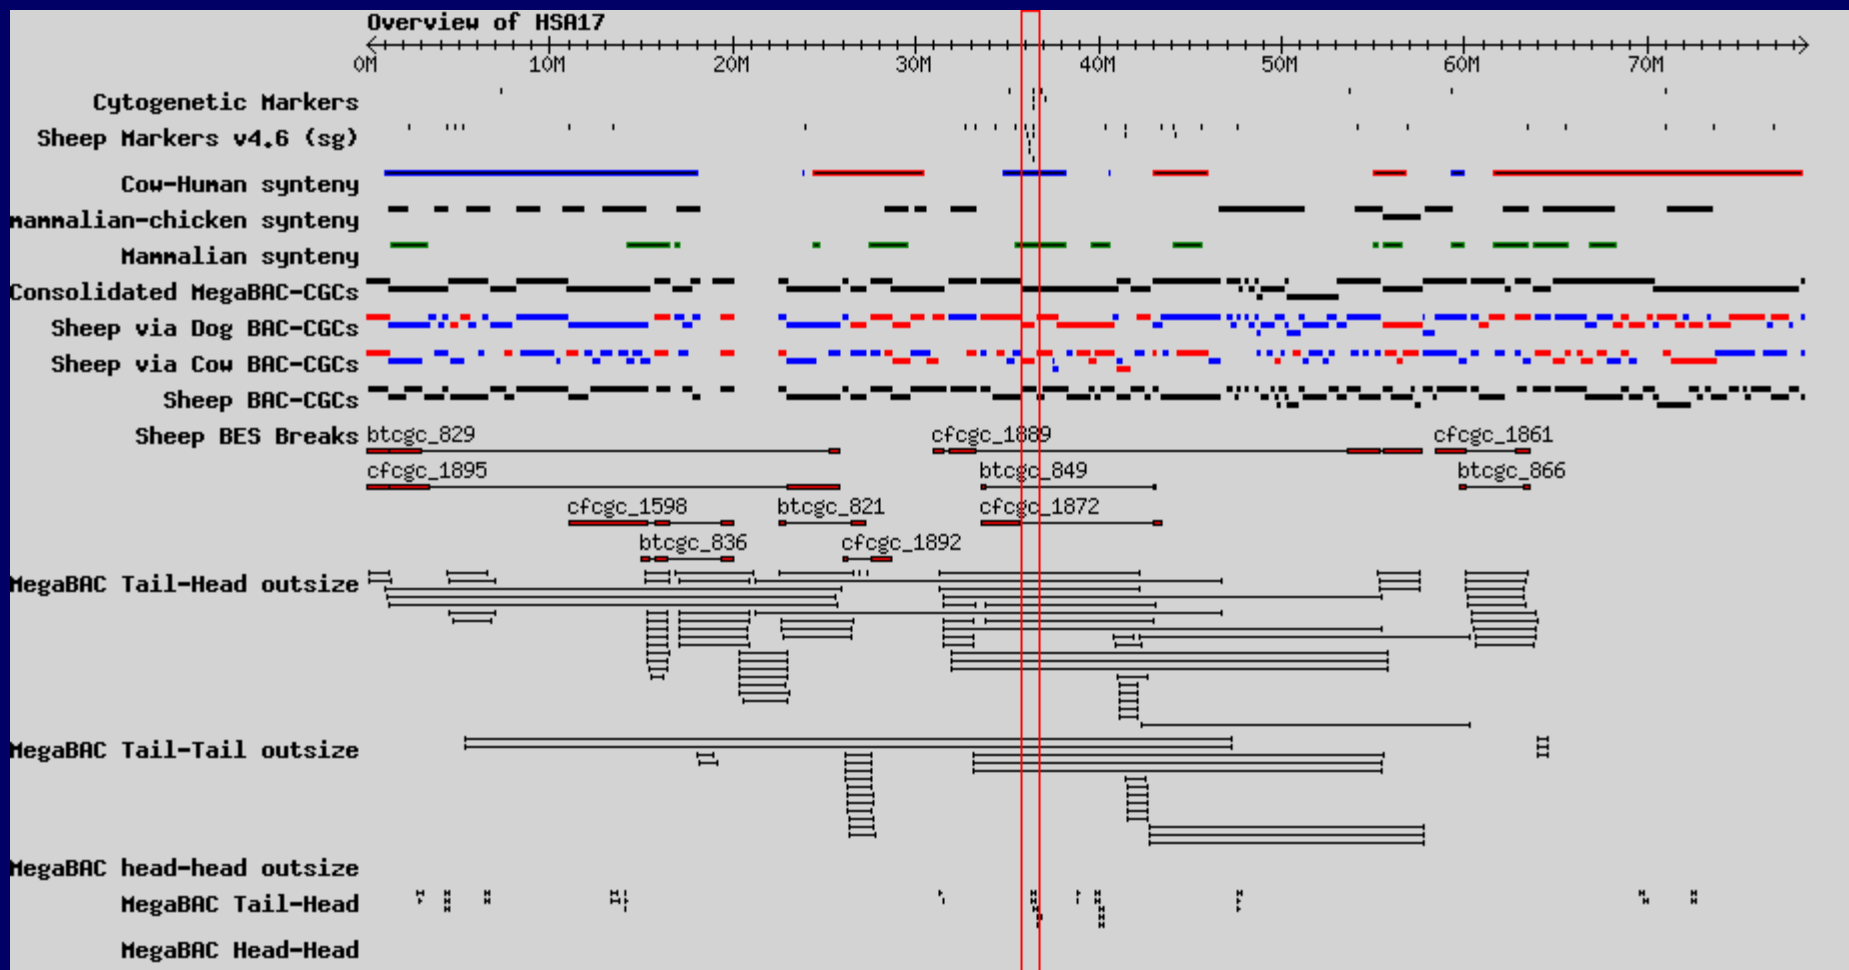 Overview of HSA17
0M 10M 20M 30M 40M 50M 60M 70M
Cytogenetic Markers
Sheep Markers v4.6 (sg)
Cow-Human synteny
mammalian-chicken synteny
Mammalian synteny
Consolidated MegaBAC-CGCs
Sheep via Dog BAC-CGCs
Sheep via Cow BAC-CGCs
Sheep BAC-CGCs
Sheep BES Breaks btcgc_829 cfcgc_1889 cfcgc_1861
cfcgc_1895 btcgc_849 btcgc_866
cfcgc_1598 btcgc_821 cfcgc_1872
btcgc_836 cfcgc_1892
MegaBAC Tail-Head outsize
MegaBAC Tail-Tail outsize
MegaBAC head-head outsize
MegaBAC Tail-Head
MegaBAC Head-Head